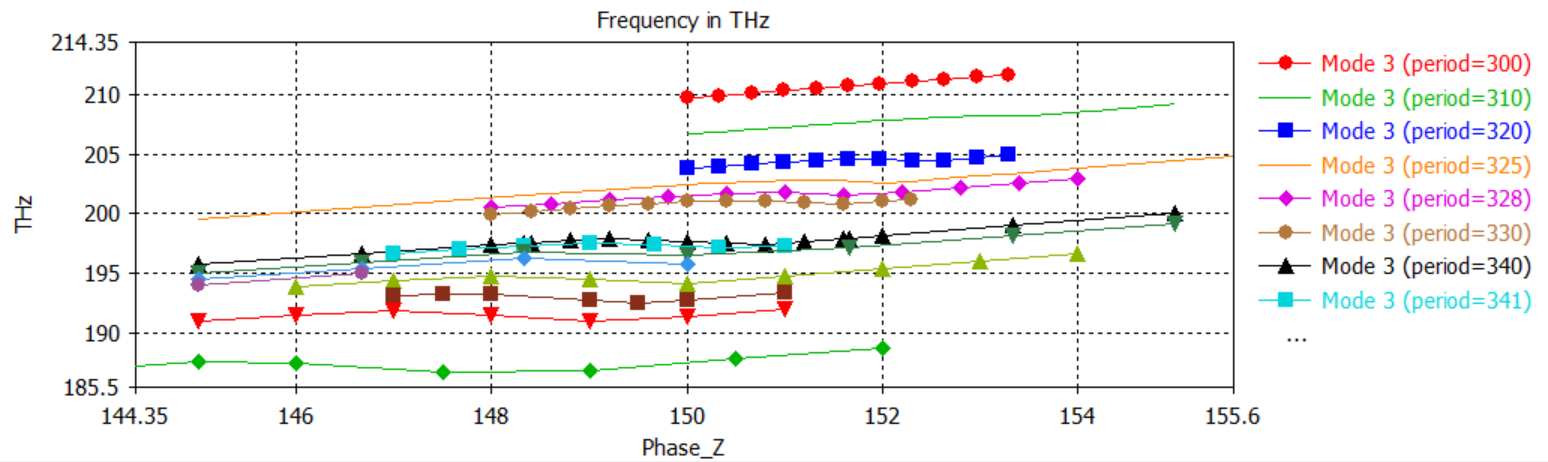 Frequency in THz
214.35
210
205
200
195
190
185.5
THz
144.35
146
148
150
152
154
155.6
Phase_Z
Mode 3 (period=300)
Mode 3 (period=310)
Mode 3 (period=320)
Mode 3 (period=325)
Mode 3 (period=328)
Mode 3 (period=330)
Mode 3 (period=340)
Mode 3 (period=341)
...